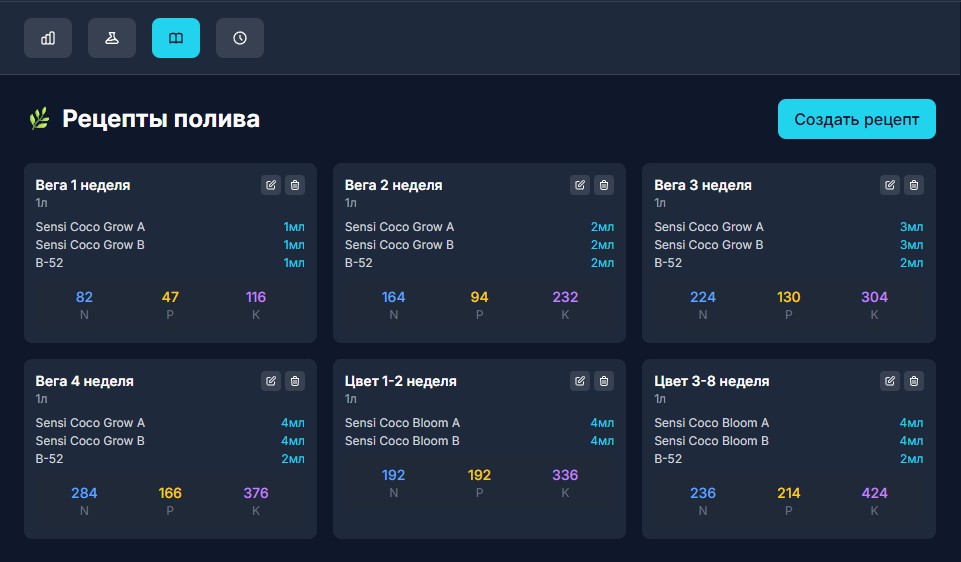 Рецепты полива
Создать рецепт
Вега 1 неделя
1л
Sensi Coco Grow A 1мл
Sensi Coco Grow B 1мл
B-52 1мл
82 47 116
N P K
Вега 2 неделя
1л
Sensi Coco Grow A 2мл
Sensi Coco Grow B 2мл
B-52 2мл
164 94 232
N P K
Вега 3 неделя
1л
Sensi Coco Grow A 3мл
Sensi Coco Grow B 3мл
B-52 2мл
224 130 304
N P K
Вега 4 неделя
1л
Sensi Coco Grow A 4мл
Sensi Coco Grow B 4мл
B-52 2мл
284 166 376
N P K
Цвет 1-2 неделя
1л
Sensi Coco Bloom A 4мл
Sensi Coco Bloom B 4мл
192 192 336
N P K
Цвет 3-8 неделя
1л
Sensi Coco Bloom A 4мл
Sensi Coco Bloom B 4мл
B-52 2мл
236 214 424
N P K